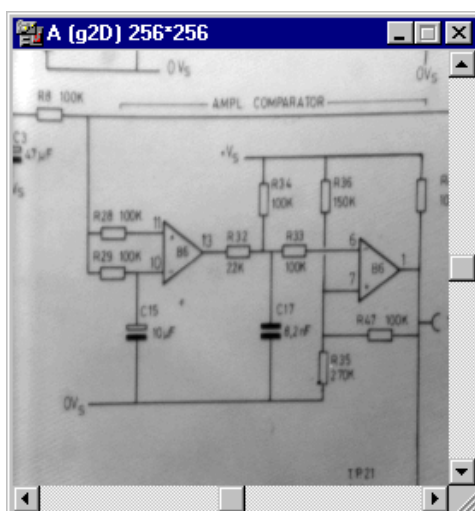 A (g2D) 256*256
0Vs
0Vs
R8 100K
AMPL COMPARATOR
C3
47µF
+Vs
R34
100K
R36
150K
R28 100K
11
+
B6
13
R32
22K
R33
100K
6
-
B6
1
R29 100K
10
-
7
+
C15
10µF
C17
8,2nF
R47 100K
R35
270K
0Vs
TP21